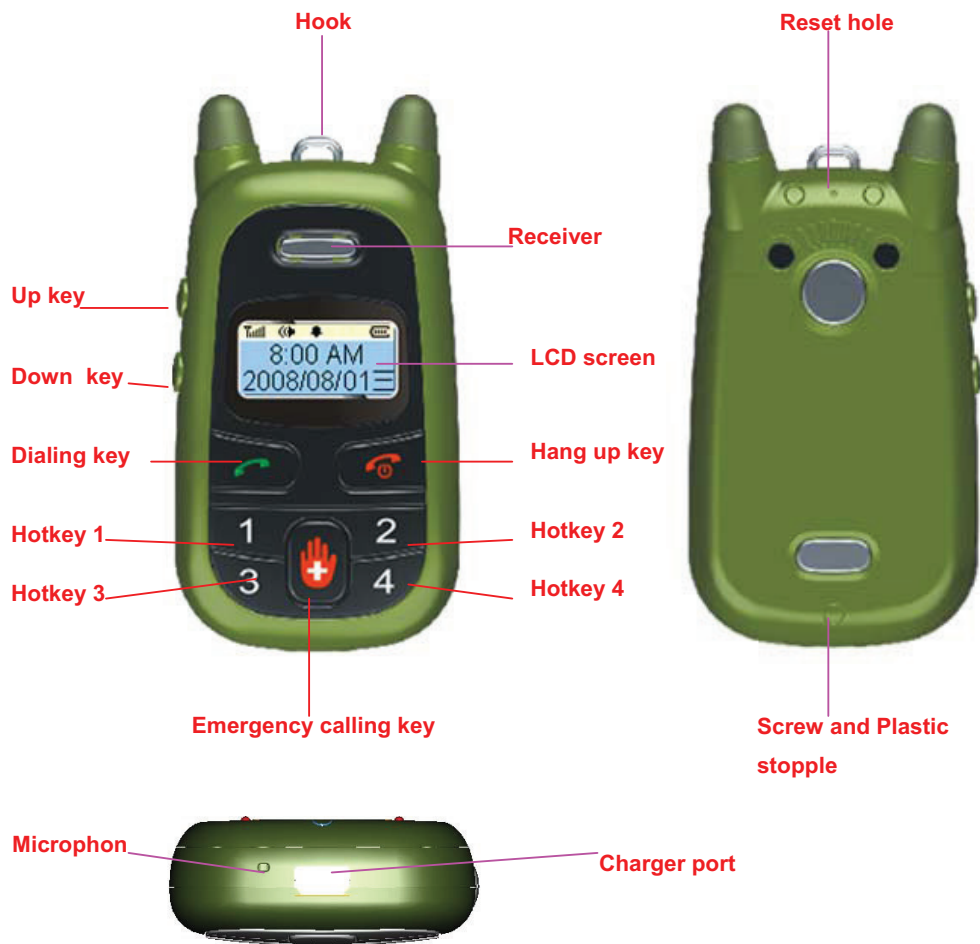 Hook
Reset hole
Receiver
Up key
8:00 AM
LCD screen
2008/08/01
Down key
Dialing key
Hang up key
1
2
Hotkey 1
Hotkey 2
3
4
Hotkey 3
Hotkey 4
Emergency calling key
Screw and Plastic
stopple
Microphon
Charger port